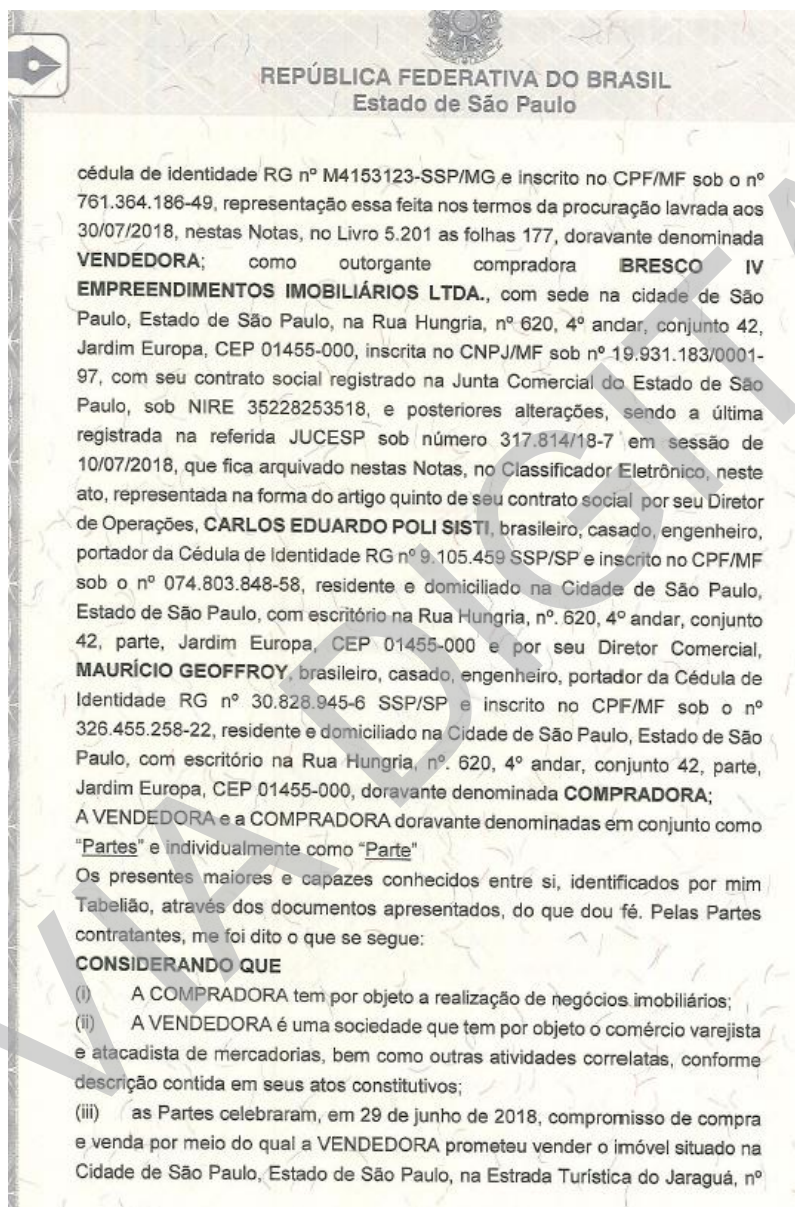 REPÚBLICA FEDERATIVA DO BRASIL
Estado de São Paulo
cédula de identidade RG nº M4153123-SSP/MG e inscrito no CPF/MF sob o nº
761.364.186-49, representação essa feita nos termos da procuração lavrada aos
30/07/2018, nestas Notas, no Livro 5.201 as folhas 177, doravante denominada
VENDEDORA; como outorgante compradora BRESCO IV
EMPREENDIMENTOS IMOBILIÁRIOS LTDA., com sede na cidade de São
Paulo, Estado de São Paulo, na Rua Hungria, nº 620, 4º andar, conjunto 42,
Jardim Europa, CEP 01455-000, inscrita no CNPJ/MF sob nº 19.931.183/0001-
97, com seu contrato social registrado na Junta Comercial do Estado de São
Paulo, sob NIRE 35228253518, e posteriores alterações, sendo a última
registrada na referida JUCESP sob número 317.814/18-7 em sessão de
10/07/2018, que fica arquivado nestas Notas, no Classificador Eletrônico, neste
ato, representada na forma do artigo quinto de seu contrato social por seu Diretor
de Operações, CARLOS EDUARDO POLI SISTI, brasileiro, casado, engenheiro,
portador da Cédula de Identidade RG nº 9.105.459 SSP/SP e inscrito no CPF/MF
sob o nº 074.803.848-58, residente e domiciliado na Cidade de São Paulo,
Estado de São Paulo, com escritório na Rua Hungria, nº. 620, 4º andar, conjunto
42, parte, Jardim Europa, CEP 01455-000 e por seu Diretor Comercial,
MAURÍCIO GEOFFROY, brasileiro, casado, engenheiro, portador da Cédula de
Identidade RG nº 30.828.945-6 SSP/SP e inscrito no CPF/MF sob o nº
326.455.258-22, residente e domiciliado na Cidade de São Paulo, Estado de São
Paulo, com escritório na Rua Hungria, nº. 620, 4º andar, conjunto 42, parte,
Jardim Europa, CEP 01455-000, doravante denominada COMPRADORA;
A VENDEDORA e a COMPRADORA doravante denominadas em conjunto como
"Partes" e individualmente como "Parte"
Os presentes maiores e capazes conhecidos entre si, identificados por mim
Tabelião, através dos documentos apresentados, do que dou fé. Pelas Partes
contratantes, me foi dito o que se segue:
CONSIDERANDO QUE
(i) A COMPRADORA tem por objeto a realização de negócios imobiliários;
(ii) A VENDEDORA é uma sociedade que tem por objeto o comércio varejista
e atacadista de mercadorias, bem como outras atividades correlatas, conforme
descrição contida em seus atos constitutivos;
(iii) as Partes celebraram, em 29 de junho de 2018, compromisso de compra
e venda por meio do qual a VENDEDORA prometeu vender o imóvel situado na
Cidade de São Paulo, Estado de São Paulo, na Estrada Turística do Jaraguá, nº
VIA DIGITA